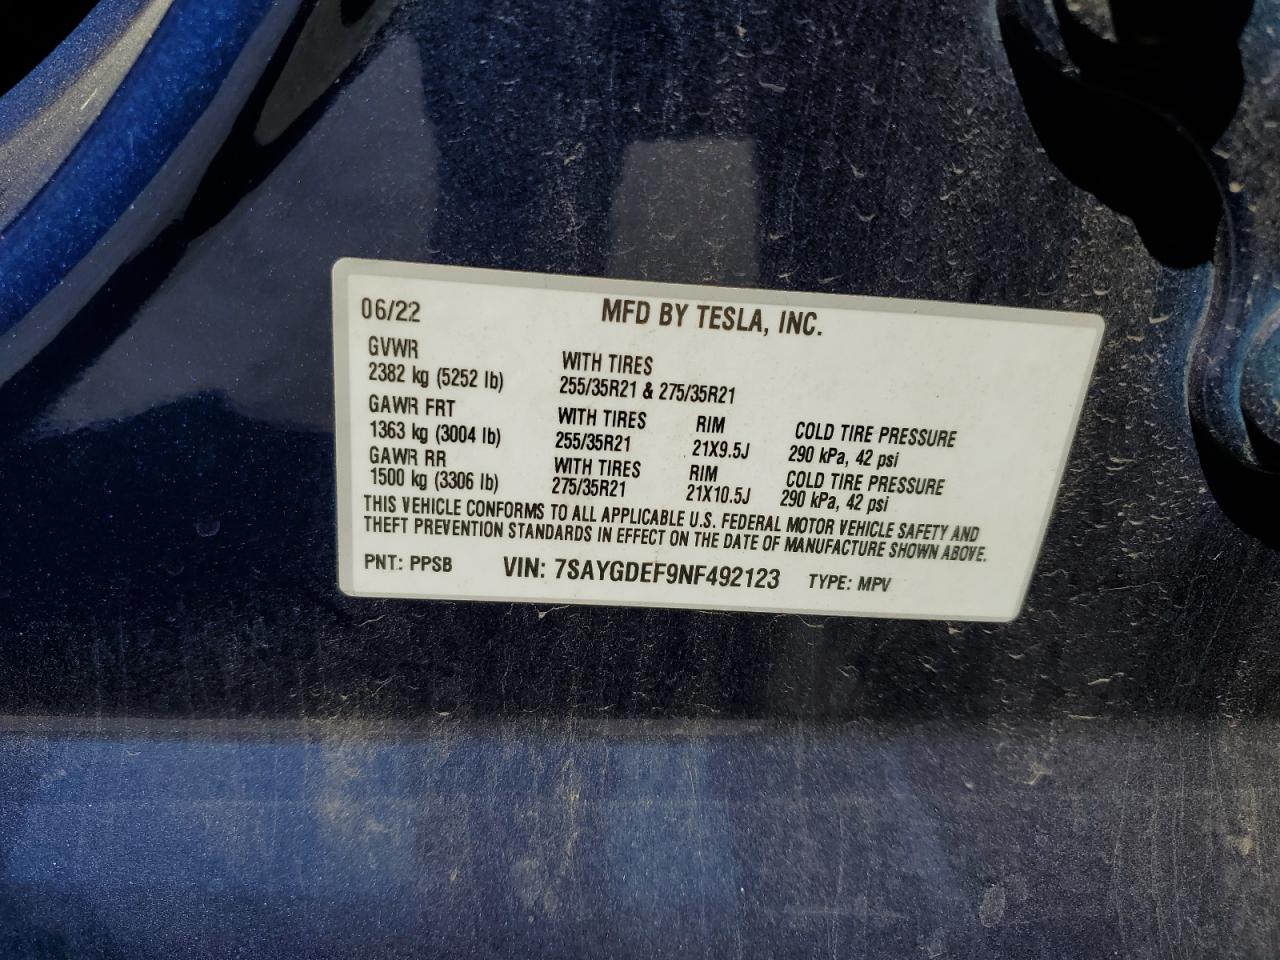 06/22 MFD BY TESLA, INC.
GVWR WITH TIRES
2382 kg (5252 lb) 255/35R21 & 275/35R21
GAWR FRT WITH TIRES RIM COLD TIRE PRESSURE
1363 kg (3004 lb) 255/35R21 21X9.5J 290 kPa, 42 psi
GAWR RR WITH TIRES RIM COLD TIRE PRESSURE
1500 kg (3306 lb) 275/35R21 21X10.5J 290 kPa, 42 psi
THIS VEHICLE CONFORMS TO ALL APPLICABLE U.S. FEDERAL MOTOR VEHICLE SAFETY AND
THEFT PREVENTION STANDARDS IN EFFECT ON THE DATE OF MANUFACTURE SHOWN ABOVE.
PNT: PPSB VIN: 7SAYGDEF9NF492123 TYPE: MPV